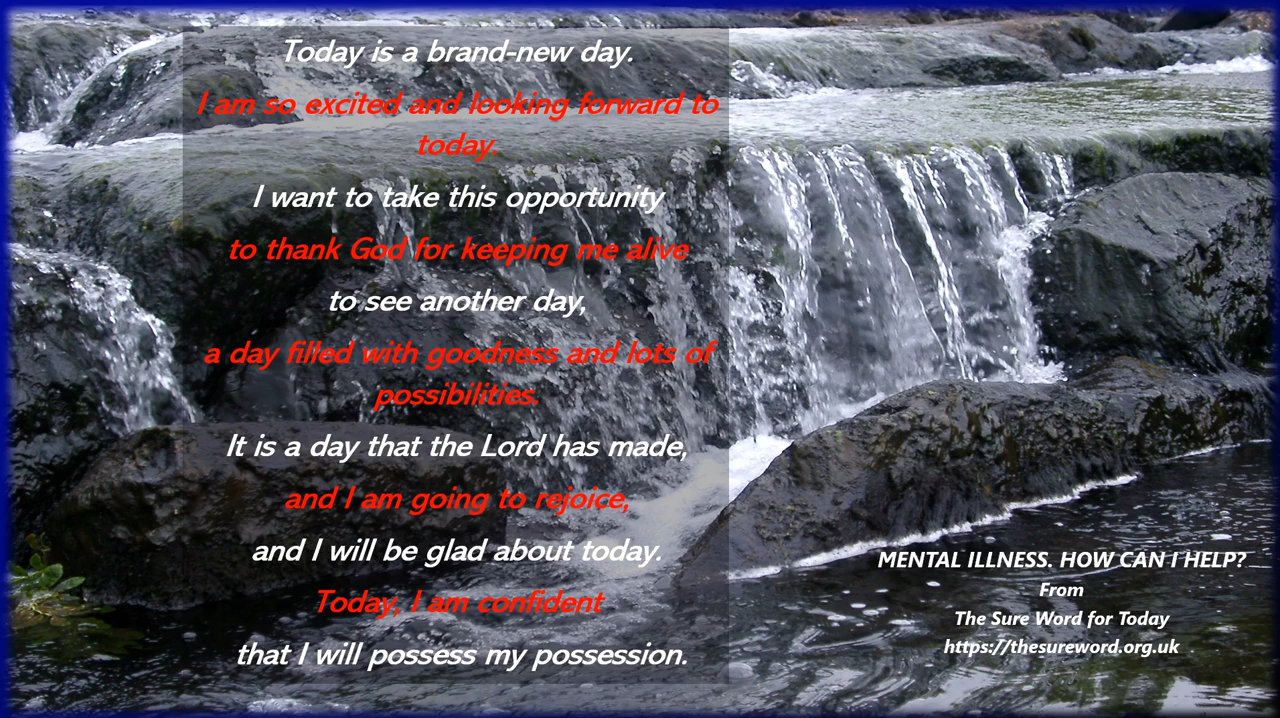 Today is a brand-new day.
I am so excited and looking forward to
today.
I want to take this opportunity
to thank God for keeping me alive
to see another day,
a day filled with goodness and lots of
possibilities.
It is a day that the Lord has made,
and I am going to rejoice,
and I will be glad about today.
Today, I am confident
that I will possess my possession.
MENTAL ILLNESS. HOW CAN I HELP?
From
The Sure Word for Today
https://thesureword.org.uk